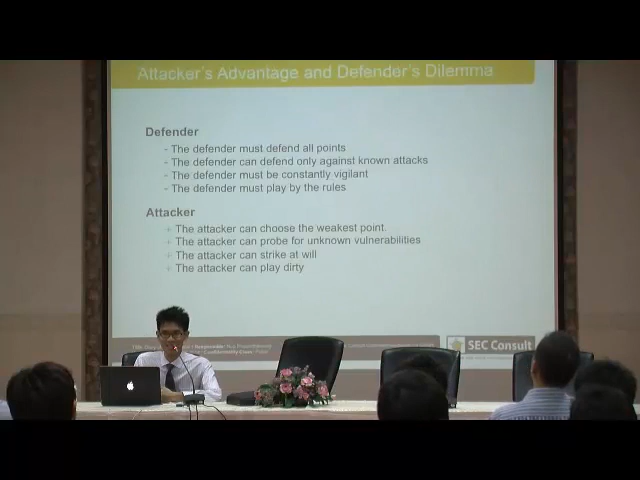 Attacker's Advantage and Defender's Dilemma
Defender
- The defender must defend all points
- The defender can defend only against known attacks
- The defender must be constantly vigilant
- The defender must play by the rules
Attacker
+ The attacker can choose the weakest point.
+ The attacker can probe for unknown vulnerabilities
+ The attacker can strike at will
+ The attacker can play dirty
SEC Consult